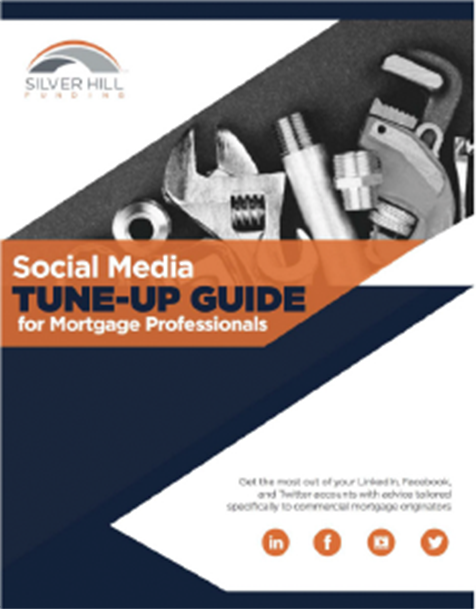 SILVER HILL
FUNDING
Social Media
TUNE-UP GUIDE
for Mortgage Professionals
Get the most out of your LinkedIn, Facebook,
and Twitter accounts with advice tailored
specifically to commercial mortgage originators
in
f